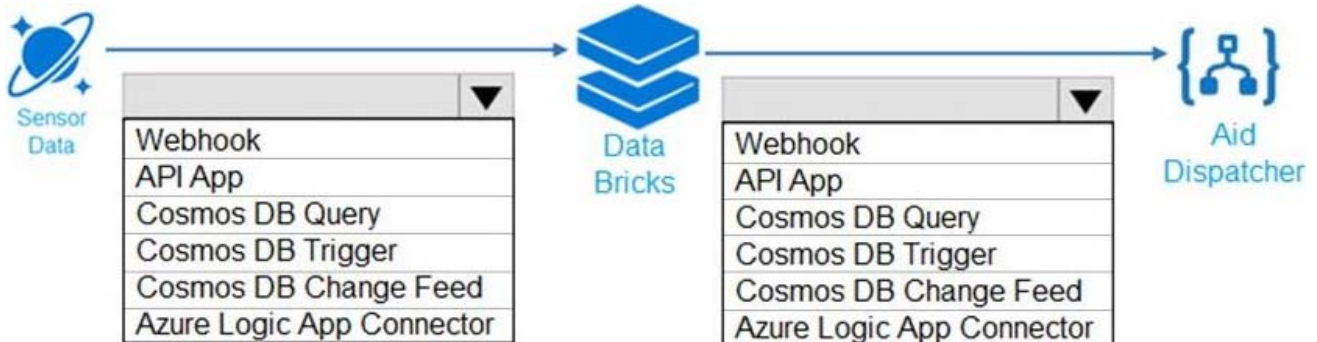 Sensor
Data
Webhook
API App
Cosmos DB Query
Cosmos DB Trigger
Cosmos DB Change Feed
Azure Logic App Connector
Data
Bricks
Webhook
API App
Cosmos DB Query
Cosmos DB Trigger
Cosmos DB Change Feed
Azure Logic App Connector
Aid
Dispatcher